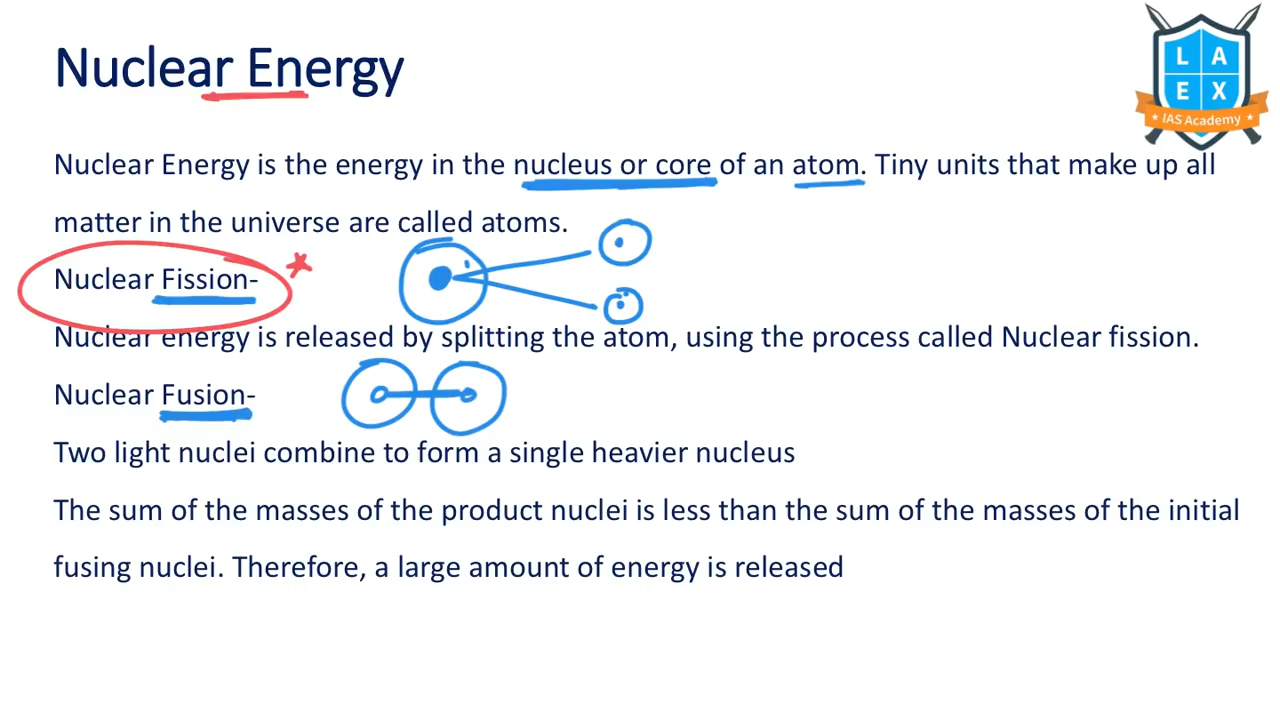 Nuclear Energy
L A
E X
★ IAS Academy ★
Nuclear Energy is the energy in the nucleus or core of an atom. Tiny units that make up all
matter in the universe are called atoms.
Nuclear Fission-
Nuclear energy is released by splitting the atom, using the process called Nuclear fission.
Nuclear Fusion-
Two light nuclei combine to form a single heavier nucleus
The sum of the masses of the product nuclei is less than the sum of the masses of the initial
fusing nuclei. Therefore, a large amount of energy is released